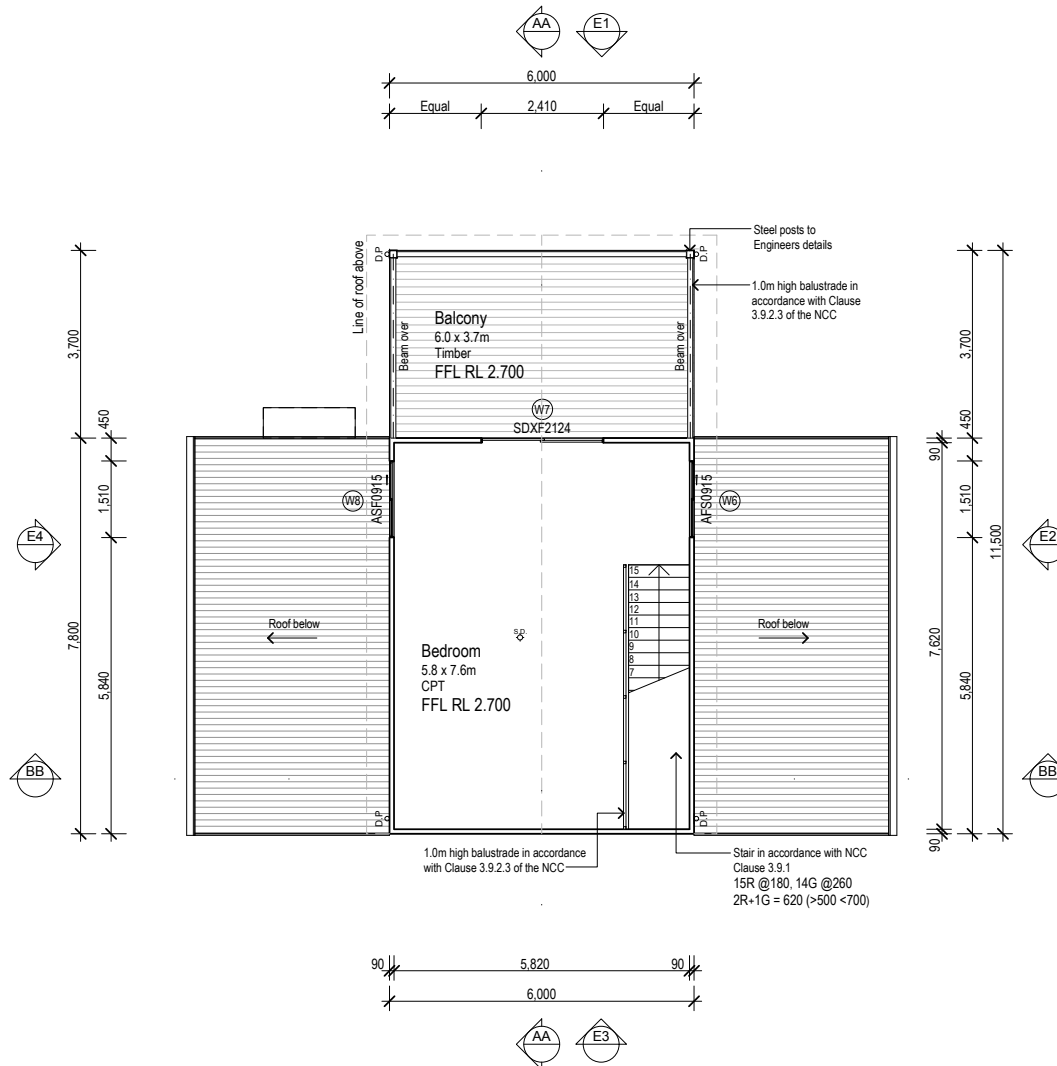 AA
E1
6,000
Equal
2,410
Equal
Steel posts to
Engineers details
D.P
D.P
Line of roof above
1.0m high balustrade in
accordance with Clause
3.9.2.3 of the NCC
Balcony
6.0 x 3.7m
Timber
FFL RL 2.700
Beam over
Beam over
3,700
3,700
W7
SDXF2124
450
450
90
W8
ASF0915
AFS0915
W6
1,510
1,510
E4
E2
11,500
15
14
13
12
11
10
9
8
7
Roof below
S.D.
Roof below
7,800
5,840
Bedroom
5.8 x 7.6m
CPT
FFL RL 2.700
7,620
5,840
BB
BB
D.P
D.P
90
90
1.0m high balustrade in accordance
with Clause 3.9.2.3 of the NCC
Stair in accordance with NCC
Clause 3.9.1
15R @180, 14G @260
2R+1G = 620 (>500 <700)
90
5,820
90
6,000
AA
E3